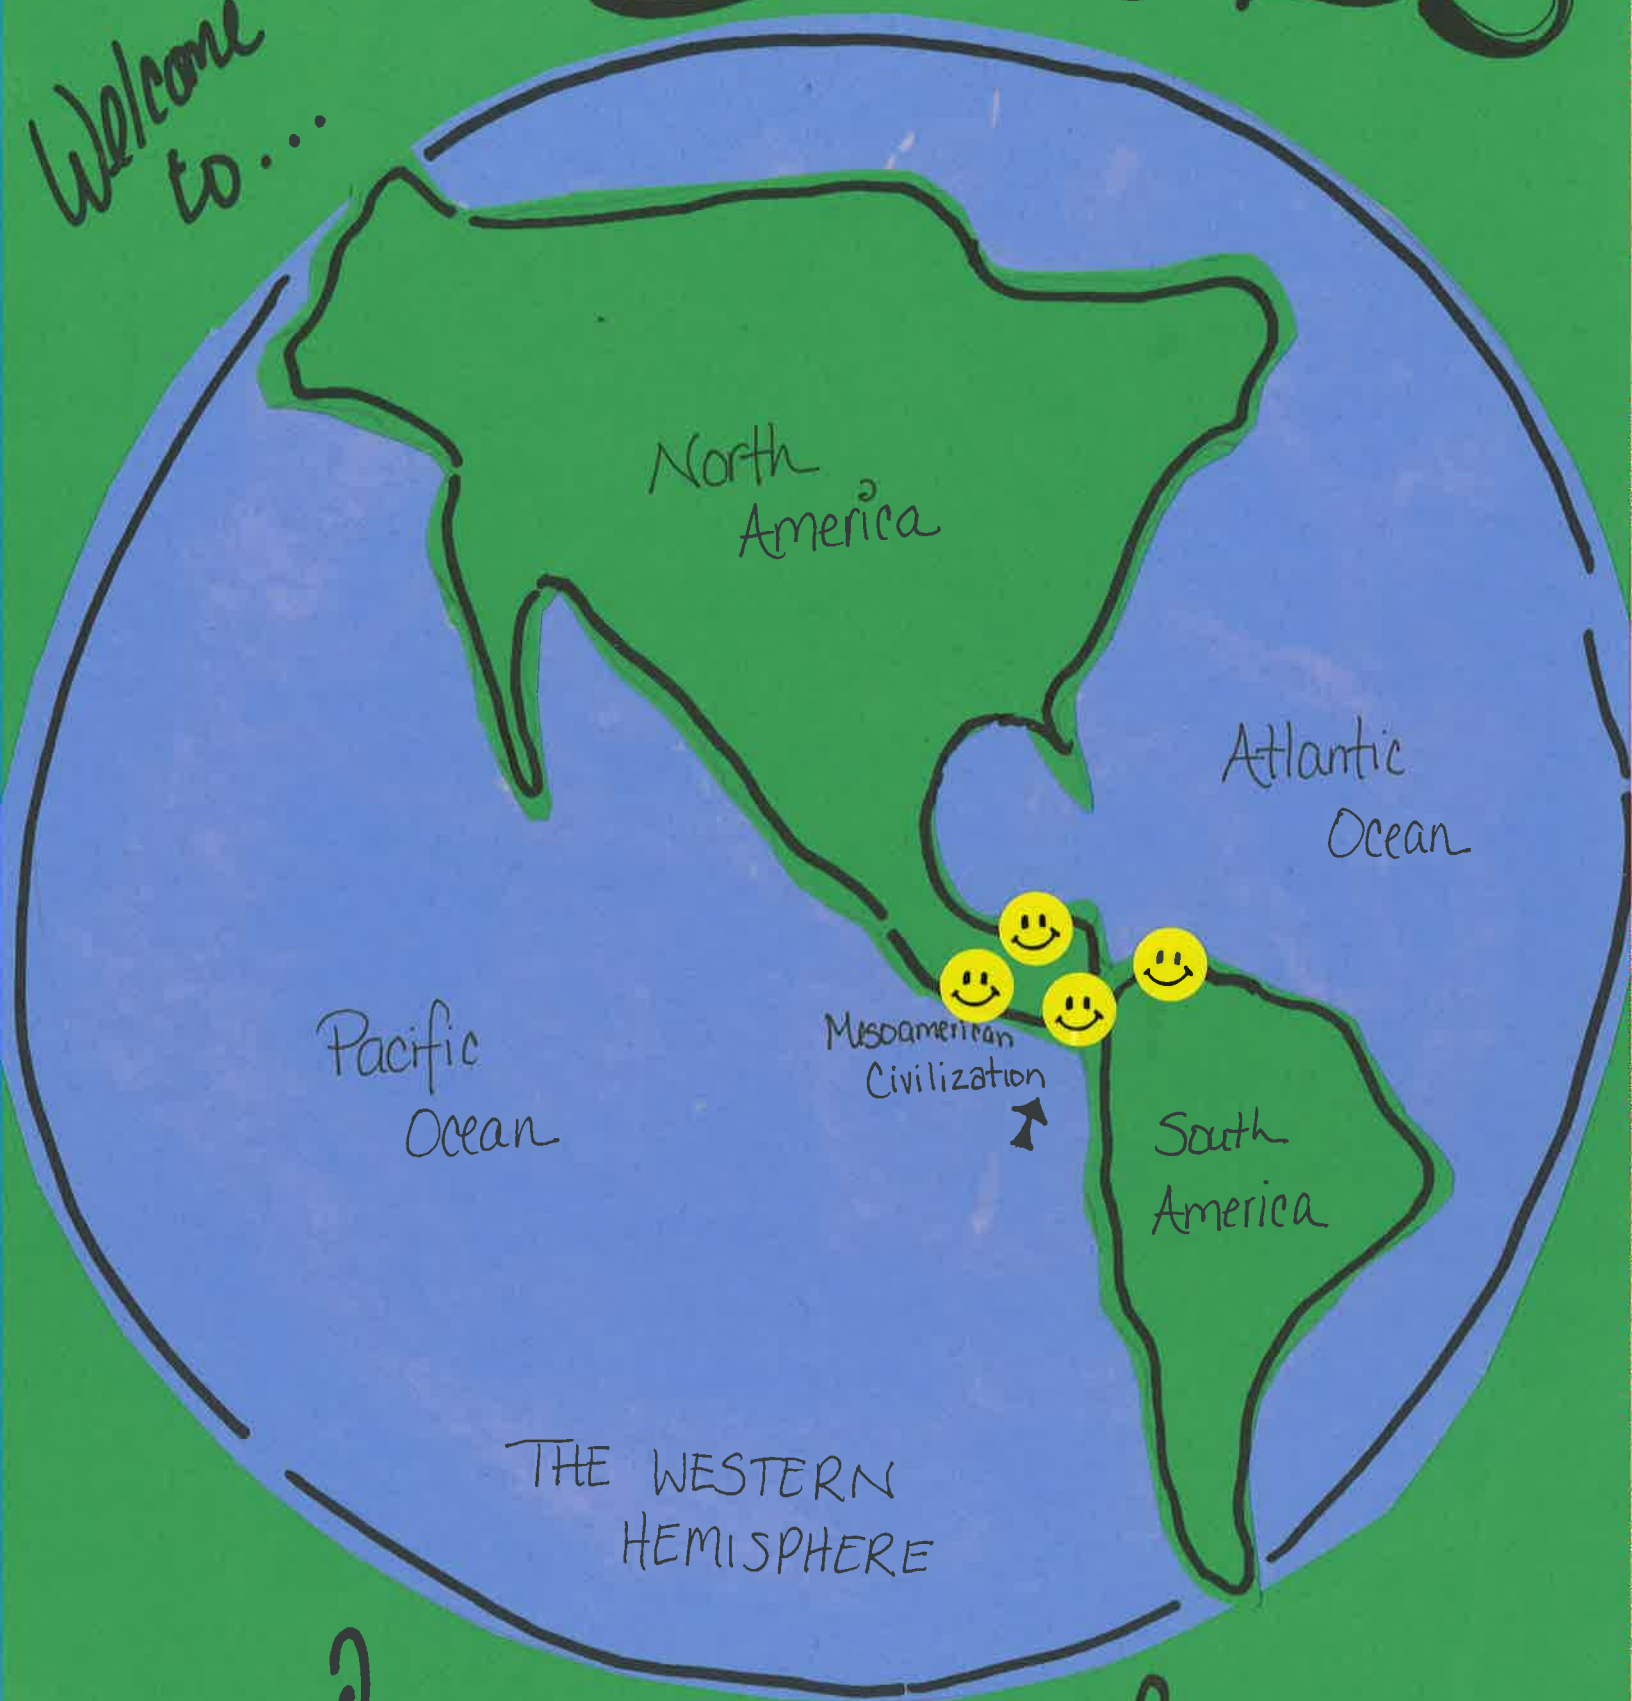 Welcome
to...
North
America
Atlantic
Ocean
Pacific
Ocean
Mesoamerican
Civilization
South
America
THE WESTERN
HEMISPHERE